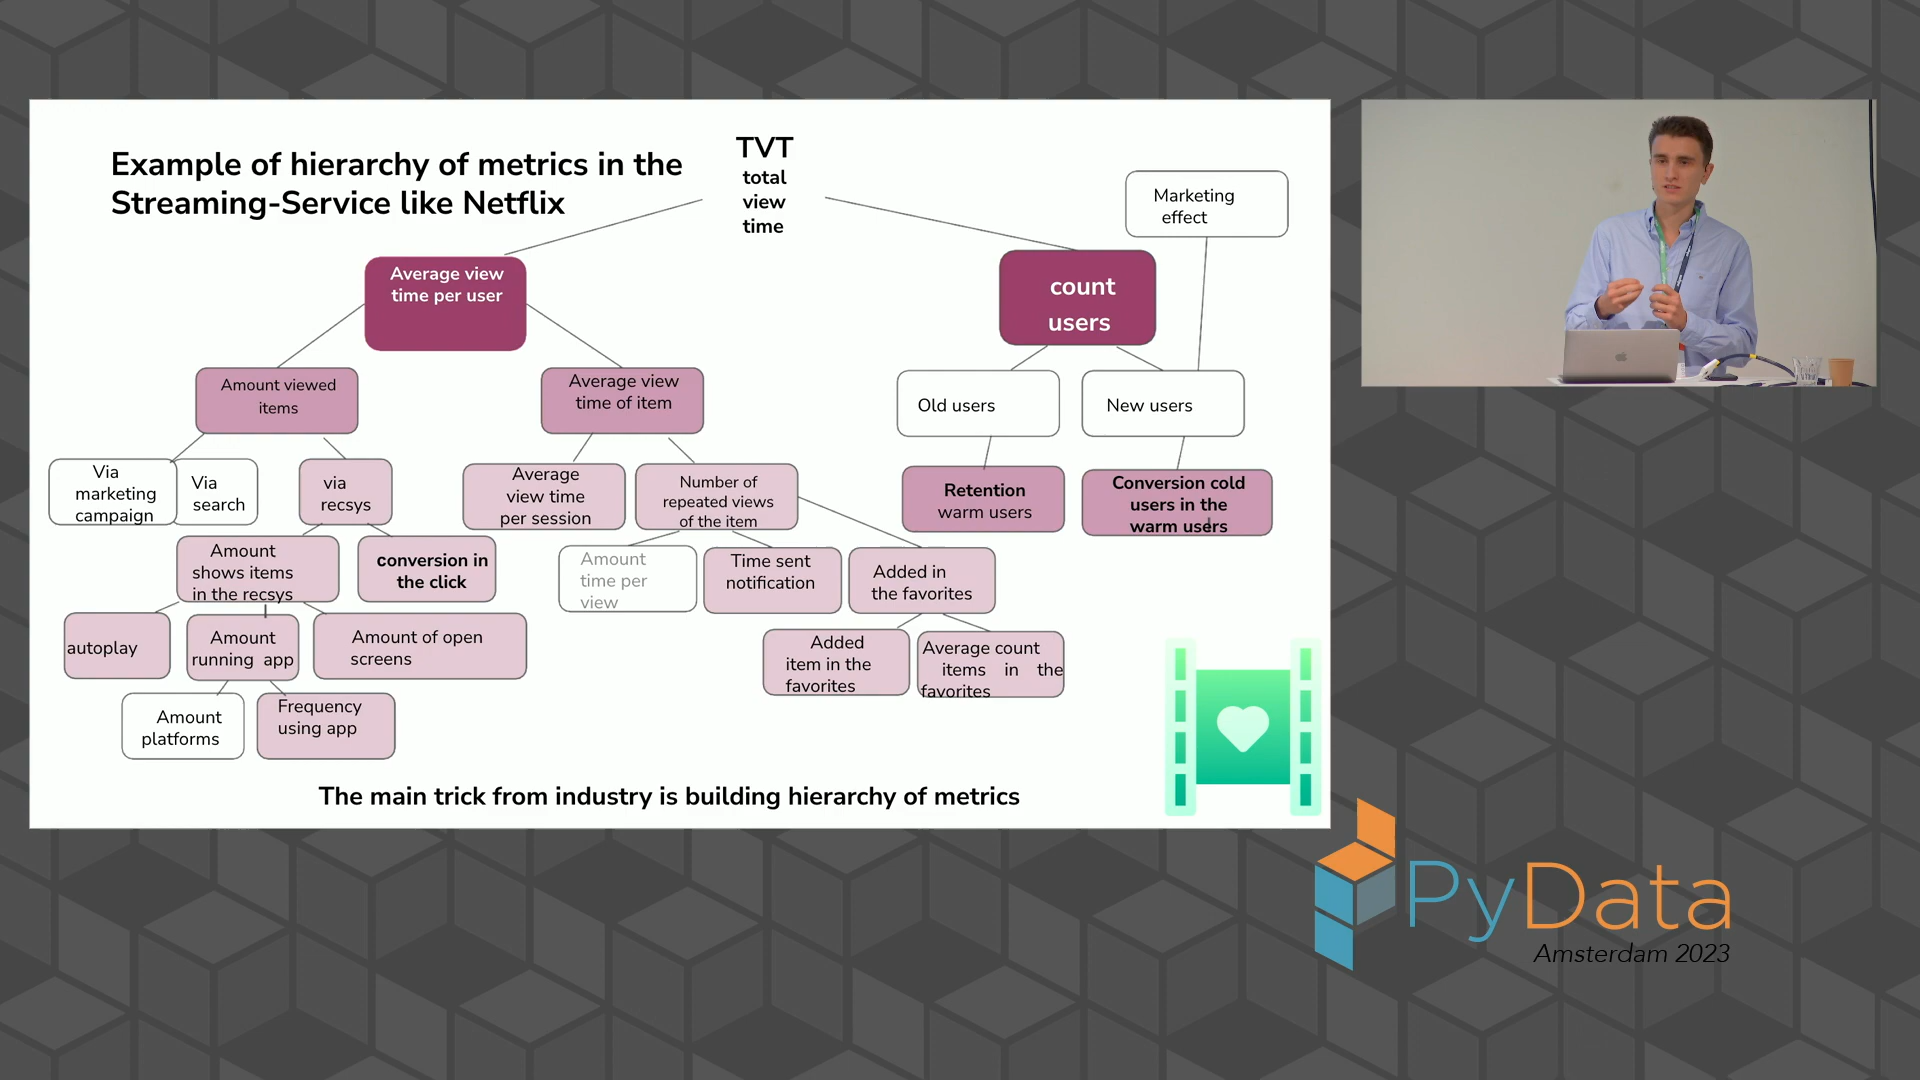 Example of hierarchy of metrics in the
Streaming-Service like Netflix
TVT
total
view
time
Marketing
effect
Average view
time per user
count
users
Amount viewed
items
Average view
time of item
Old users
New users
Via
marketing
campaign
Via
search
via
recsys
Average
view time
per session
Number of
repeated views
of the item
Retention
warm users
Conversion cold
users in the
warm users
Amount
shows items
in the recsys
conversion in
the click
Amount
time per
view
Time sent
notification
Added in
the favorites
autoplay
Amount
running app
Amount of open
screens
Added
item in the
favorites
Average count
items in the
favorites
Amount
platforms
Frequency
using app
The main trick from industry is building hierarchy of metrics
PyData
Amsterdam 2023